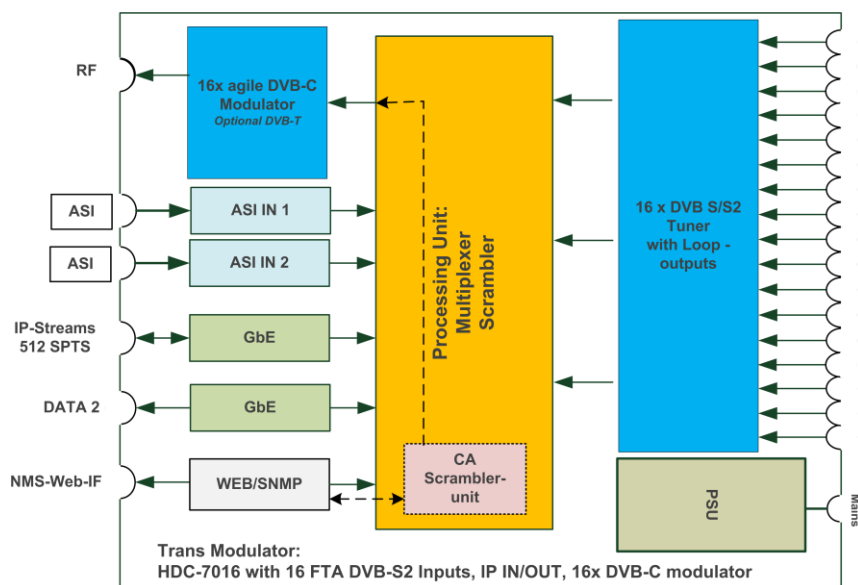 RF
16x agile DVB-C
Modulator
Optional DVB-T
ASI
ASI IN 1
ASI
ASI IN 2
IP-Streams
512 SPTS
GbE
DATA 2
GbE
NMS-Web-IF
WEB/SNMP
Processing Unit:
Multiplexer
Scrambler
CA
Scrambler-
unit
16 x DVB S/S2
Tuner
with Loop -
outputs
PSU
Mains
Trans Modulator:
HDC-7016 with 16 FTA DVB-S2 Inputs, IP IN/OUT, 16x DVB-C modulator